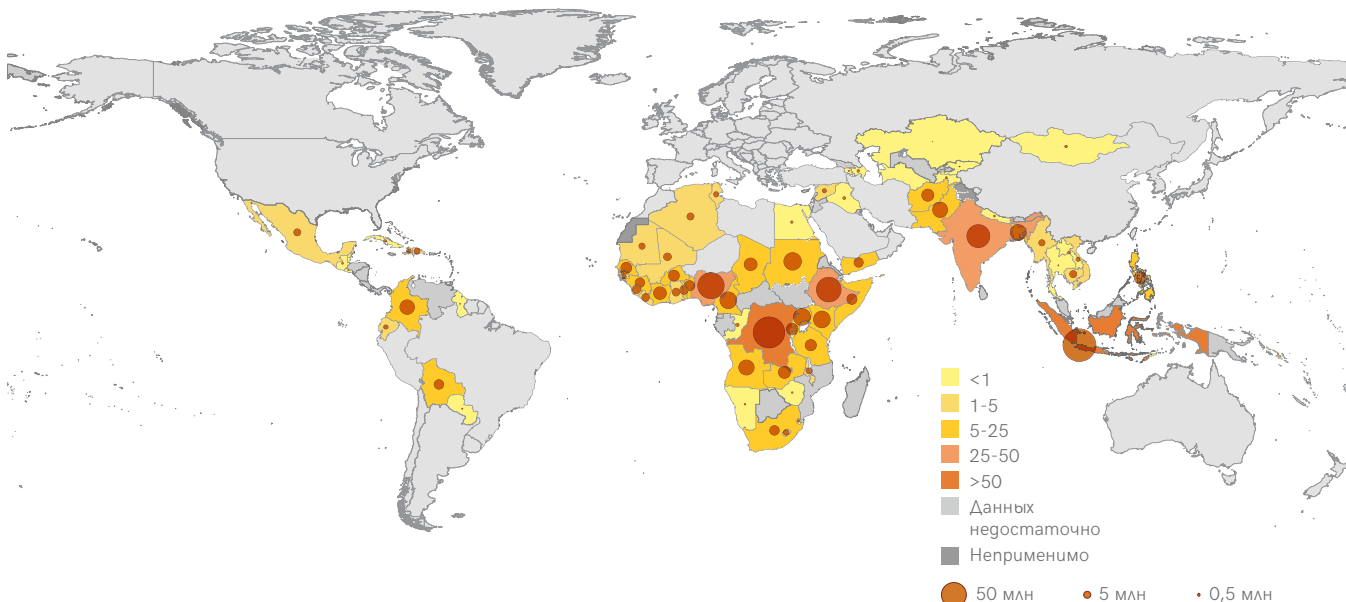 <1
1-5
5-25
25-50
>50
Данных
недостаточно
Неприменимо
50 млн 5 млн 0,5 млн